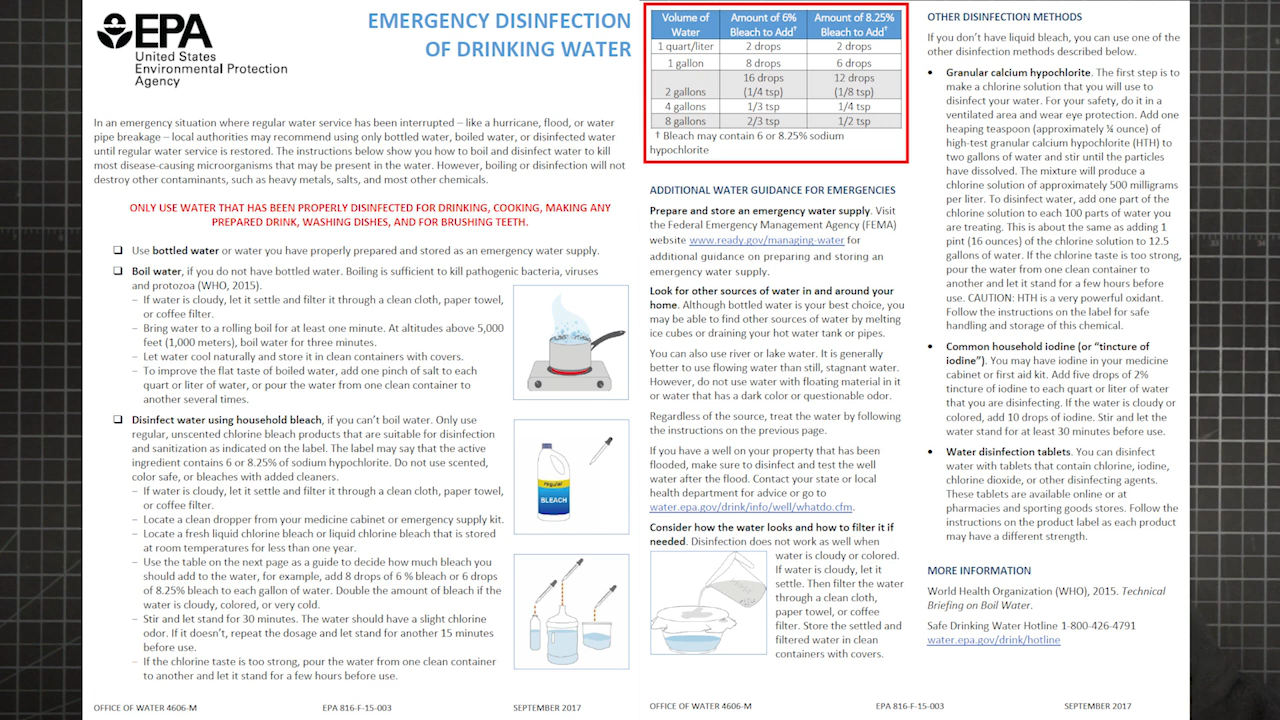 EPA
United States
Environmental Protection
Agency
EMERGENCY DISINFECTION
OF DRINKING WATER
In an emergency situation where regular water service has been interrupted – like a hurricane, flood, or water
pipe breakage – local authorities may recommend using only bottled water, boiled water, or disinfected water
until regular water service is restored. The instructions below show you how to boil and disinfect water to kill
most disease-causing microorganisms that may be present in the water. However, boiling or disinfection will not
destroy other contaminants, such as heavy metals, salts, and most other chemicals.
ONLY USE WATER THAT HAS BEEN PROPERLY DISINFECTED FOR DRINKING, COOKING, MAKING ANY
PREPARED DRINK, WASHING DISHES, AND FOR BRUSHING TEETH.
❑ Use bottled water or water you have properly prepared and stored as an emergency water supply.
❑ Boil water, if you do not have bottled water. Boiling is sufficient to kill pathogenic bacteria, viruses
and protozoa (WHO, 2015).
– If water is cloudy, let it settle and filter it through a clean cloth, paper towel,
or coffee filter.
– Bring water to a rolling boil for at least one minute. At altitudes above 5,000
feet (1,000 meters), boil water for three minutes.
– Let water cool naturally and store it in clean containers with covers.
– To improve the flat taste of boiled water, add one pinch of salt to each
quart or liter of water, or pour the water from one clean container to
another several times.
❑ Disinfect water using household bleach, if you can't boil water. Only use
regular, unscented chlorine bleach products that are suitable for disinfection
and sanitization as indicated on the label. The label may say that the active
ingredient contains 6 or 8.25% of sodium hypochlorite. Do not use scented,
color safe, or bleaches with added cleaners.
– If water is cloudy, let it settle and filter it through a clean cloth, paper towel,
or coffee filter.
– Locate a clean dropper from your medicine cabinet or emergency supply kit.
– Locate a fresh liquid chlorine bleach or liquid chlorine bleach that is stored
at room temperatures for less than one year.
– Use the table on the next page as a guide to decide how much bleach you
should add to the water, for example, add 8 drops of 6 % bleach or 6 drops
of 8.25% bleach to each gallon of water. Double the amount of bleach if the
water is cloudy, colored, or very cold.
– Stir and let stand for 30 minutes. The water should have a slight chlorine
odor. If it doesn't, repeat the dosage and let stand for another 15 minutes
before use.
– If the chlorine taste is too strong, pour the water from one clean container
to another and let it stand for a few hours before use.
regular
BLEACH
OFFICE OF WATER 4606-M EPA 816-F-15-003 SEPTEMBER 2017
Volume of Water Amount of 6% Bleach to Add† Amount of 8.25% Bleach to Add†
1 quart/liter 2 drops 2 drops
1 gallon 8 drops 6 drops
2 gallons 16 drops (1/4 tsp) 12 drops (1/8 tsp)
4 gallons 1/3 tsp 1/4 tsp
8 gallons 2/3 tsp 1/2 tsp
† Bleach may contain 6 or 8.25% sodium
hypochlorite
ADDITIONAL WATER GUIDANCE FOR EMERGENCIES
Prepare and store an emergency water supply. Visit
the Federal Emergency Management Agency (FEMA)
website www.ready.gov/managing-water for
additional guidance on preparing and storing an
emergency water supply.
Look for other sources of water in and around your
home. Although bottled water is your best choice, you
may be able to find other sources of water by melting
ice cubes or draining your hot water tank or pipes.
You can also use river or lake water. It is generally
better to use flowing water than still, stagnant water.
However, do not use water with floating material in it
or water that has a dark color or questionable odor.
Regardless of the source, treat the water by following
the instructions on the previous page.
If you have a well on your property that has been
flooded, make sure to disinfect and test the well
water after the flood. Contact your state or local
health department for advice or go to
water.epa.gov/drink/info/well/whatdo.cfm.
Consider how the water looks and how to filter it if
needed. Disinfection does not work as well when
water is cloudy or colored.
If water is cloudy, let it
settle. Then filter the water
through a clean cloth,
paper towel, or coffee
filter. Store the settled and
filtered water in clean
containers with covers.
OFFICE OF WATER 4606-M EPA 816-F-15-003 SEPTEMBER 2017
OTHER DISINFECTION METHODS
If you don't have liquid bleach, you can use one of the
other disinfection methods described below.
• Granular calcium hypochlorite. The first step is to
make a chlorine solution that you will use to
disinfect your water. For your safety, do it in a
ventilated area and wear eye protection. Add one
heaping teaspoon (approximately ¼ ounce) of
high-test granular calcium hypochlorite (HTH) to
two gallons of water and stir until the particles
have dissolved. The mixture will produce a
chlorine solution of approximately 500 milligrams
per liter. To disinfect water, add one part of the
chlorine solution to each 100 parts of water you
are treating. This is about the same as adding 1
pint (16 ounces) of the chlorine solution to 12.5
gallons of water. If the chlorine taste is too strong,
pour the water from one clean container to
another and let it stand for a few hours before
use. CAUTION: HTH is a very powerful oxidant.
Follow the instructions on the label for safe
handling and storage of this chemical.
• Common household iodine (or “tincture of
iodine”). You may have iodine in your medicine
cabinet or first aid kit. Add five drops of 2%
tincture of iodine to each quart or liter of water
that you are disinfecting. If the water is cloudy or
colored, add 10 drops of iodine. Stir and let the
water stand for at least 30 minutes before use.
• Water disinfection tablets. You can disinfect
water with tablets that contain chlorine, iodine,
chlorine dioxide, or other disinfecting agents.
These tablets are available online or at
pharmacies and sporting goods stores. Follow the
instructions on the product label as each product
may have a different strength.
MORE INFORMATION
World Health Organization (WHO), 2015. Technical
Briefing on Boil Water.
Safe Drinking Water Hotline 1-800-426-4791
water.epa.gov/drink/hotline